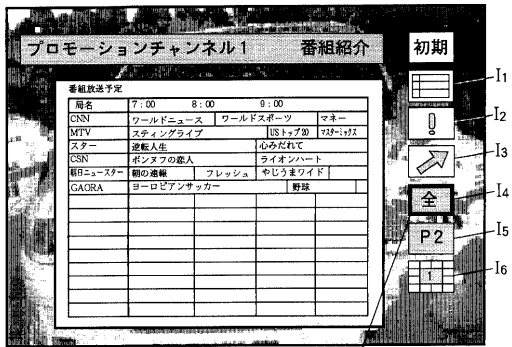 プロモーションチャンネル1 番組紹介 初期
番組放送予定
局名 7:00 8:00 9:00
CNN ワールドニュース ワールドスポーツ マネー
MTV スティングライブ USトップ20 マスターミックス
スター 逆転人生 心みだれて
CSN ボンヌフの恋人 ライオンハート
朝日ニュースター 朝の速報 フレッシュ やじうまワイド
GAORA ヨーロピアンサッカー 野球
I1
! I2
I3
全 I4
P2 I5
1 I6